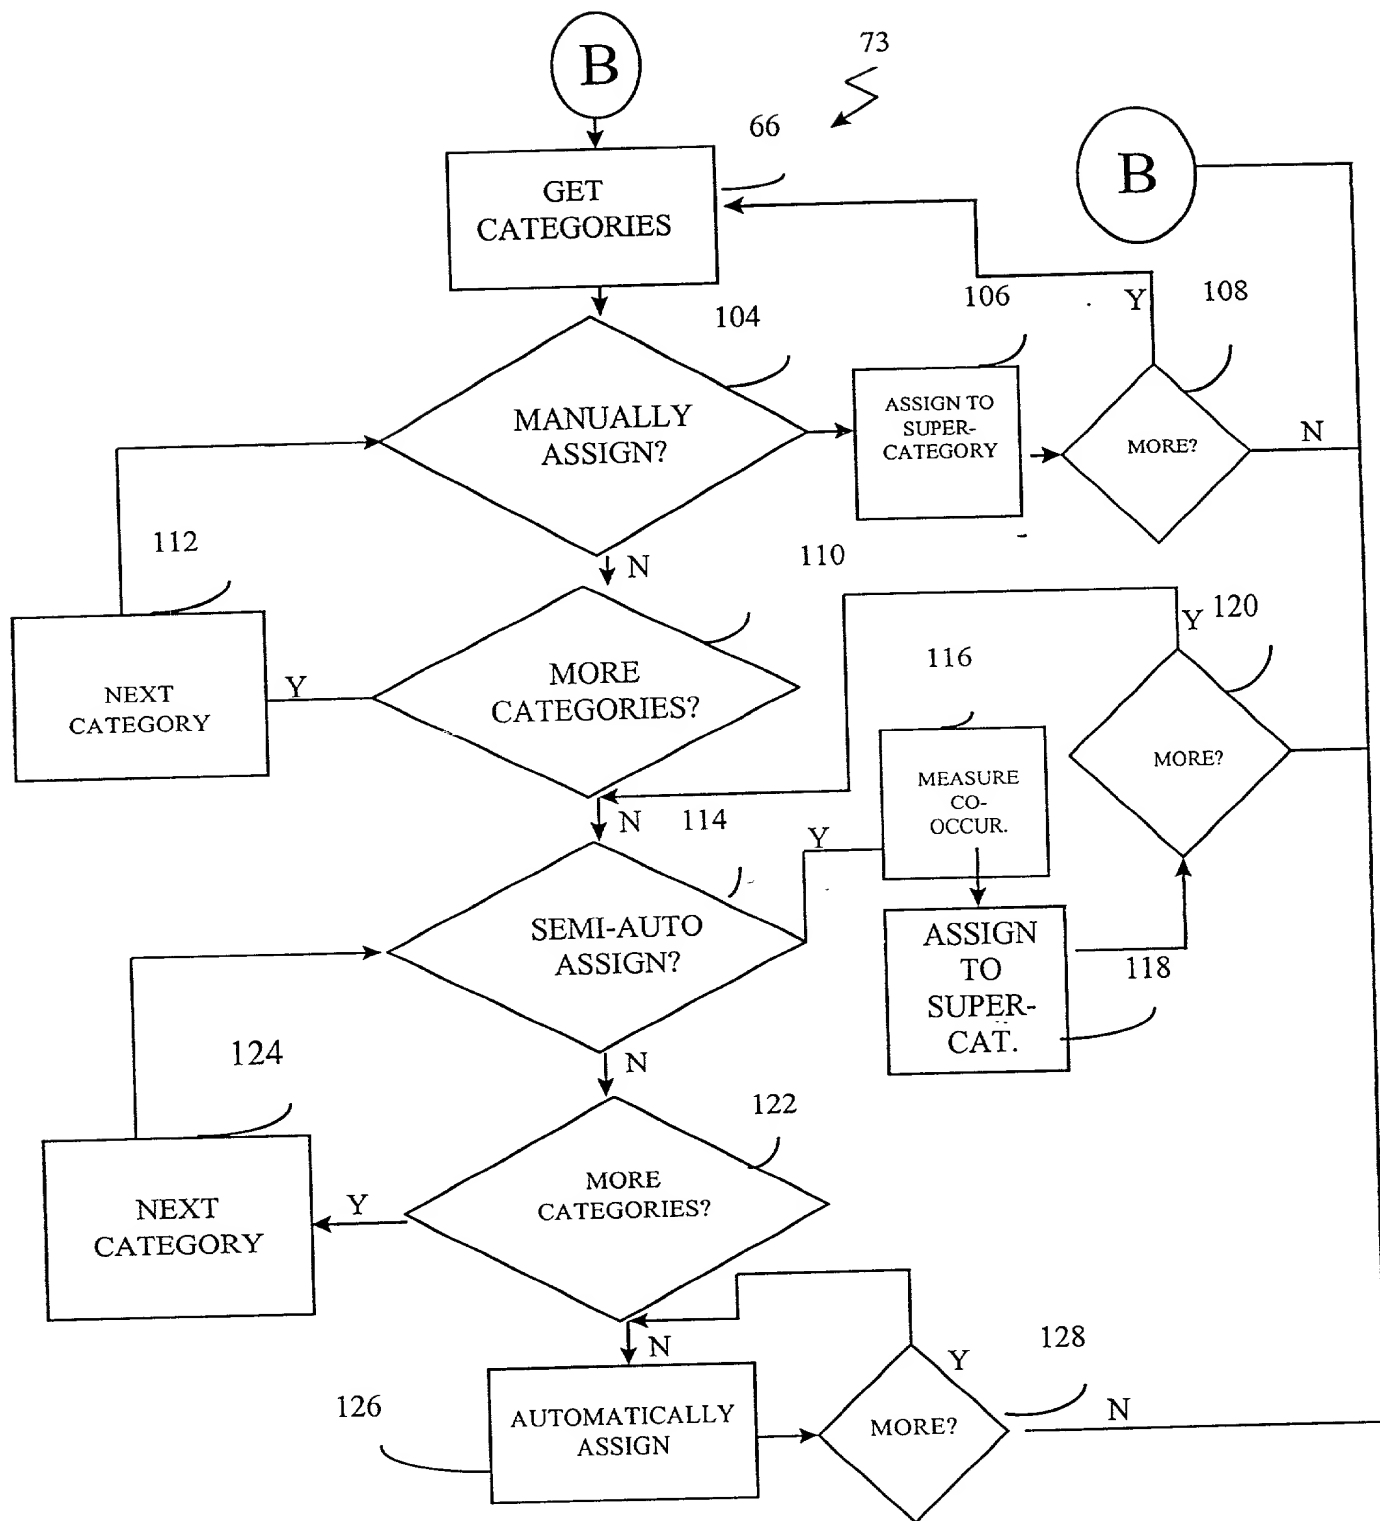 B
73
66
GET
CATEGORIES
B
104
106
Y
108
MANUALLY
ASSIGN?
ASSIGN TO
SUPER-
CATEGORY
MORE?
N
112
N
110
NEXT
CATEGORY
Y
MORE
CATEGORIES?
116
Y
120
MEASURE
CO-
OCCUR.
MORE?
N
114
Y
SEMI-AUTO
ASSIGN?
ASSIGN
TO
SUPER-
CAT.
118
124
N
122
NEXT
CATEGORY
Y
MORE
CATEGORIES?
N
Y
128
126
AUTOMATICALLY
ASSIGN
MORE?
N